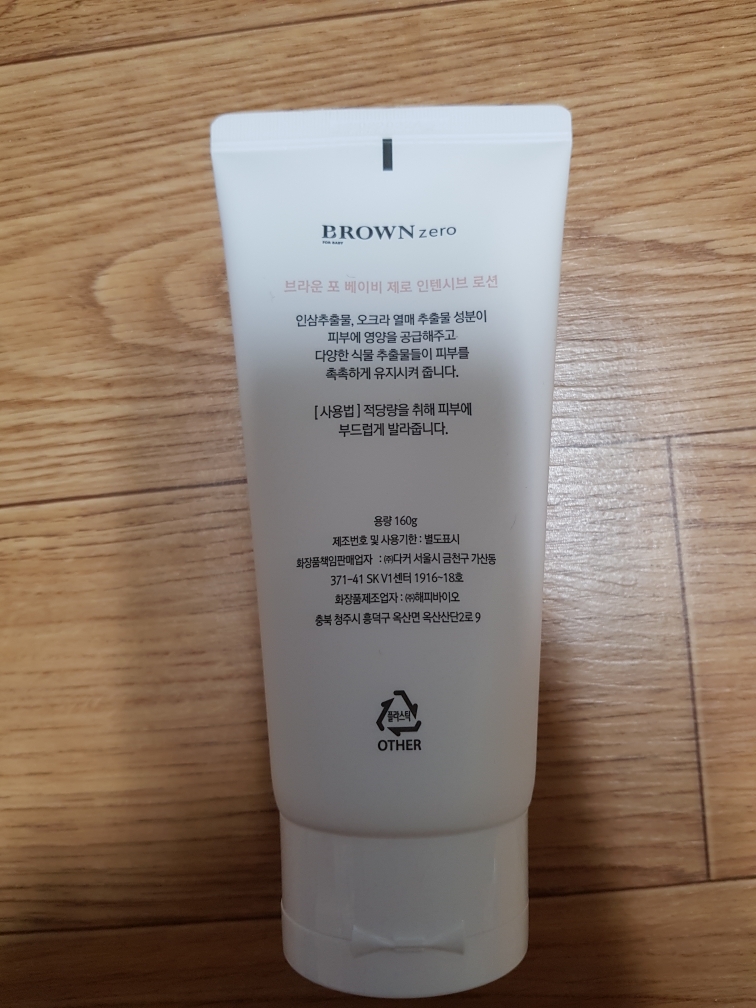 BROWN zero
FOR BABY
브라운 포 베이비 제로 인텐시브 로션
인삼추출물, 오크라 열매 추출물 성분이
피부에 영양을 공급해주고
다양한 식물 추출물들이 피부를
촉촉하게 유지시켜 줍니다.
[ 사용법 ] 적당량을 취해 피부에
부드럽게 발라줍니다.
용량 160g
제조번호 및 사용기한 : 별도표시
화장품책임판매업자 : ㈜다커 서울시 금천구 가산동
371-41 SK V1센터 1916~18호
화장품제조업자 : ㈜해피바이오
충북 청주시 흥덕구 옥산면 옥산산단2로 9
플라스틱
OTHER